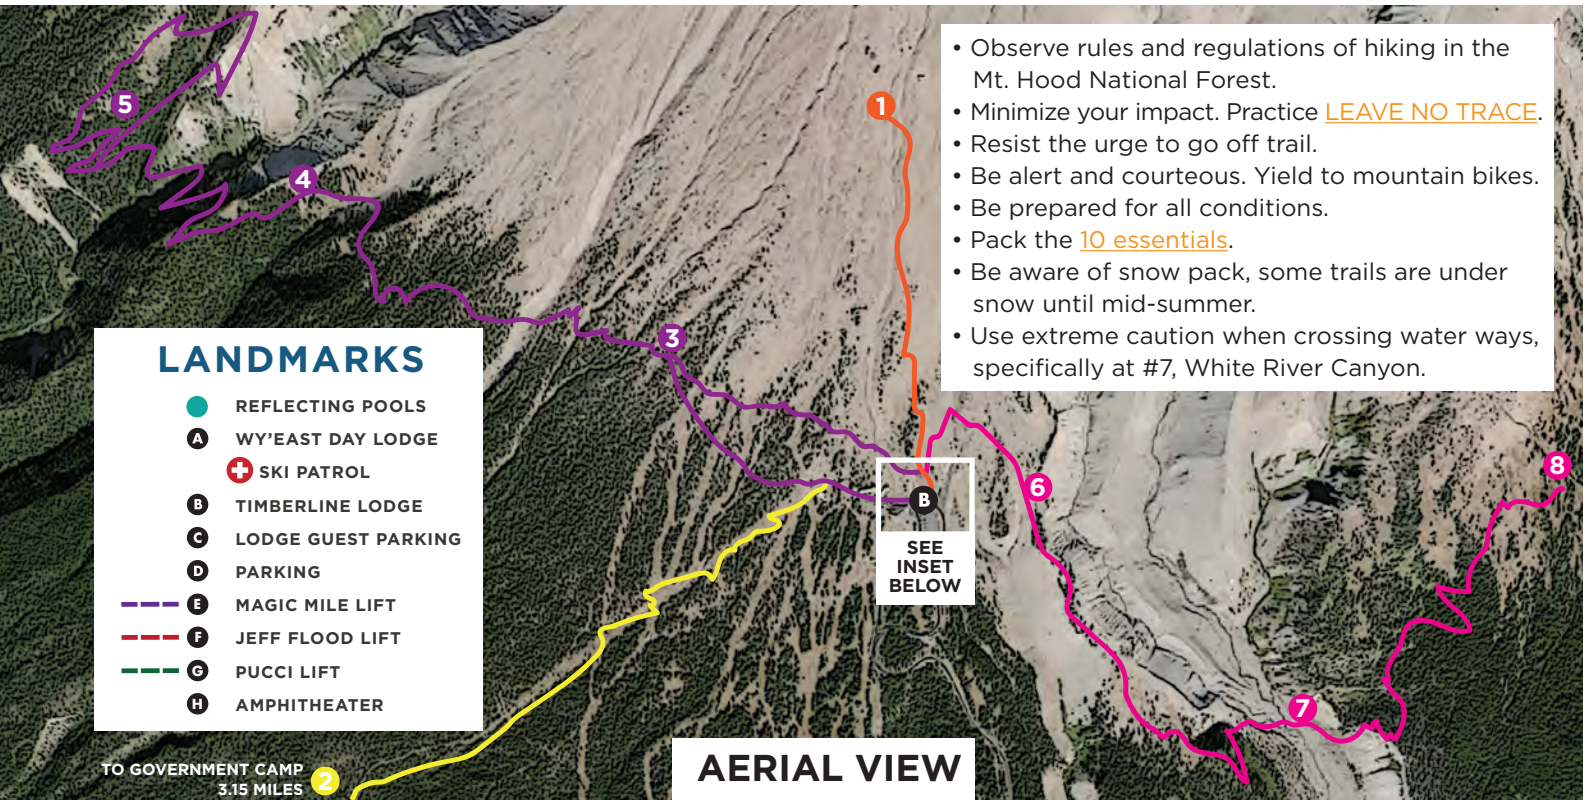 • Observe rules and regulations of hiking in the
Mt. Hood National Forest.
• Minimize your impact. Practice LEAVE NO TRACE.
• Resist the urge to go off trail.
• Be alert and courteous. Yield to mountain bikes.
• Be prepared for all conditions.
• Pack the 10 essentials.
• Be aware of snow pack, some trails are under
snow until mid-summer.
• Use extreme caution when crossing water ways,
specifically at #7, White River Canyon.
1
5
4
3
LANDMARKS
REFLECTING POOLS
A WY'EAST DAY LODGE
SKI PATROL
B TIMBERLINE LODGE
C LODGE GUEST PARKING
D PARKING
E MAGIC MILE LIFT
F JEFF FLOOD LIFT
G PUCCI LIFT
H AMPHITHEATER
B
SEE
INSET
BELOW
6
8
7
TO GOVERNMENT CAMP
3.15 MILES
2
AERIAL VIEW